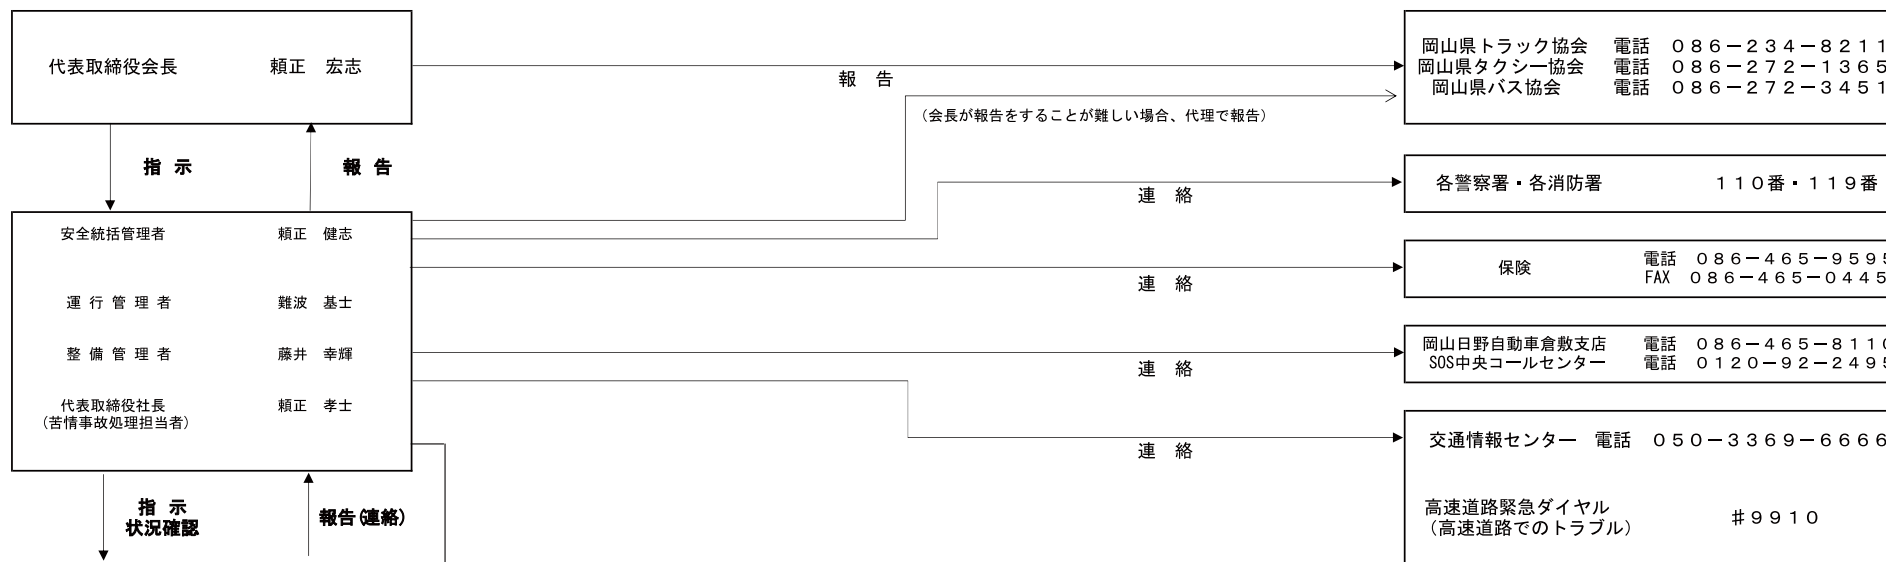 代表取締役会長 頼正 宏志
報 告
岡山県トラック協会 電話 ０８６－２３４－８２１１
岡山県タクシー協会 電話 ０８６－２７２－１３６５
岡山県バス協会 電話 ０８６－２７２－３４５１
（会長が報告をすることが難しい場合、代理で報告）
指 示
報 告
連 絡
各警察署・各消防署 １１０番・１１９番
安全統括管理者 頼正 健志
運 行 管 理 者 難波 基士
整 備 管 理 者 藤井 幸輝
代表取締役社長 頼正 孝士
（苦情事故処理担当者）
連 絡
保険 電話 ０８６－４６５－９５９５
FAX ０８６－４６５－０４４５
連 絡
岡山日野自動車倉敷支店 電話 ０８６－４６５－８１１０
SOS中央コールセンター 電話 ０１２０－９２－２４９５
連 絡
交通情報センター 電話 ０５０－３３６９－６６６６
高速道路緊急ダイヤル
（高速道路でのトラブル） ＃９９１０
指 示
状況確認
報告(連絡)